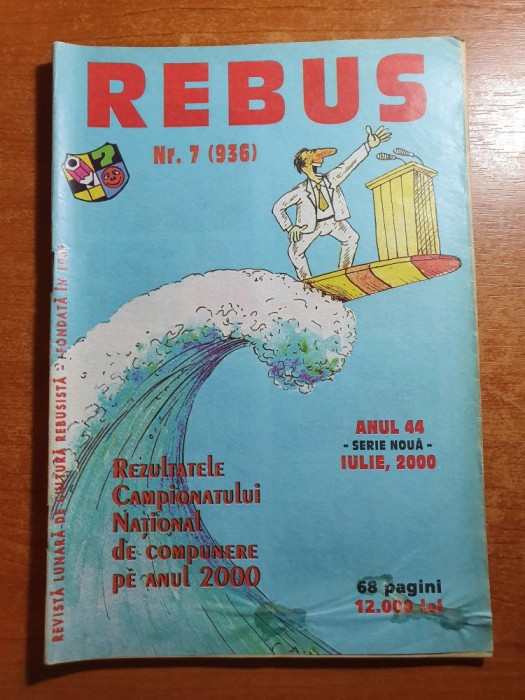 REBUS
Nr. 7 (936)
REVISTĂ LUNARĂ DE CULTURĂ REBUSISTĂ - FONDATĂ ÎN
ANUL 44
- SERIE NOUĂ -
IULIE, 2000
REZULTATELE
CAMPIONATULUI
NAȚIONAL
DE COMPUNERE
PE ANUL 2000
68 pagini
12.000 lei